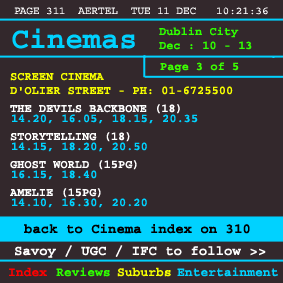 PAGE 311 AERTEL TUE 11 DEC 10:21:36
Cinemas
Dublin City
Dec : 10 - 13
Page 3 of 5
SCREEN CINEMA
D'OLIER STREET - PH: 01-6725500
THE DEVILS BACKBONE (18)
14.20, 16.05, 18.15, 20.35
STORYTELLING (18)
14.15, 18.20, 20.50
GHOST WORLD (15PG)
16.15, 18.40
AMELIE (15PG)
14.10, 16.30, 20.20
back to Cinema index on 310
Savoy / UGC / IFC to follow >>
Index Reviews Suburbs Entertainment